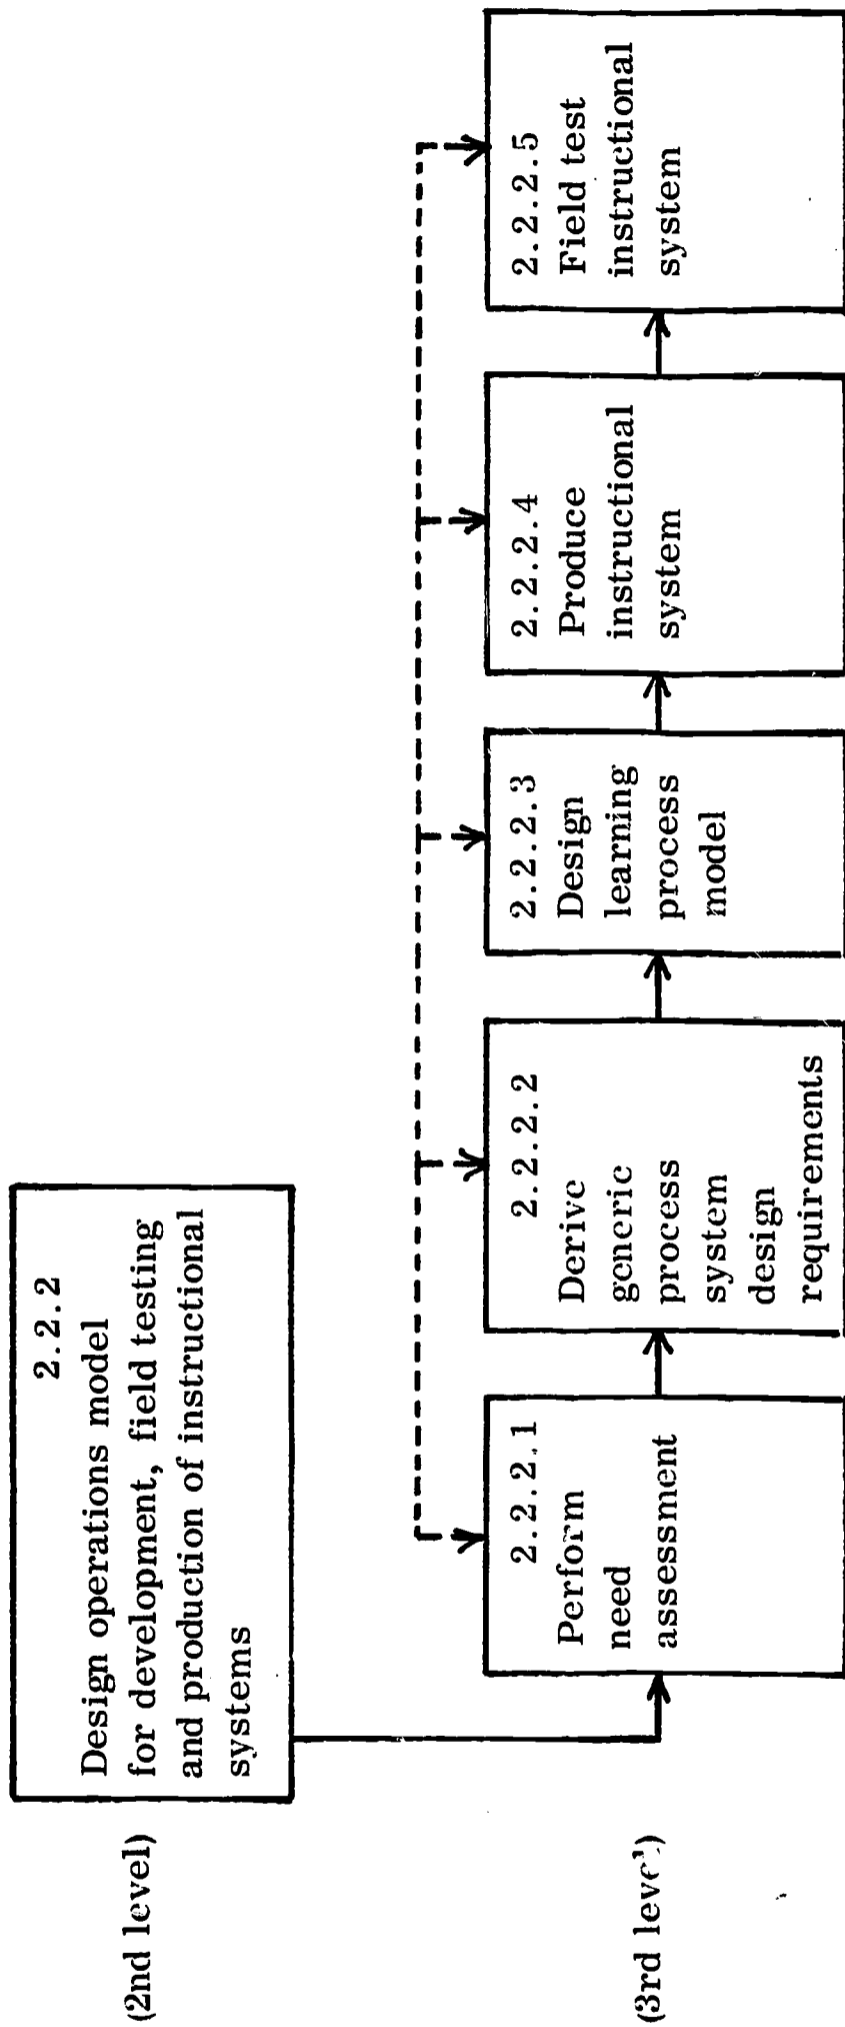 (2nd level)
2.2.2
Design operations model
for development, field testing
and production of instructional
systems
(3rd level)
2.2.2.1
Perform
need
assessment
2.2.2.2
Derive
generic
process
system
design
requirements
2.2.2.3
Design
learning
process
model
2.2.2.4
Produce
instructional
system
2.2.2.5
Field test
instructional
system